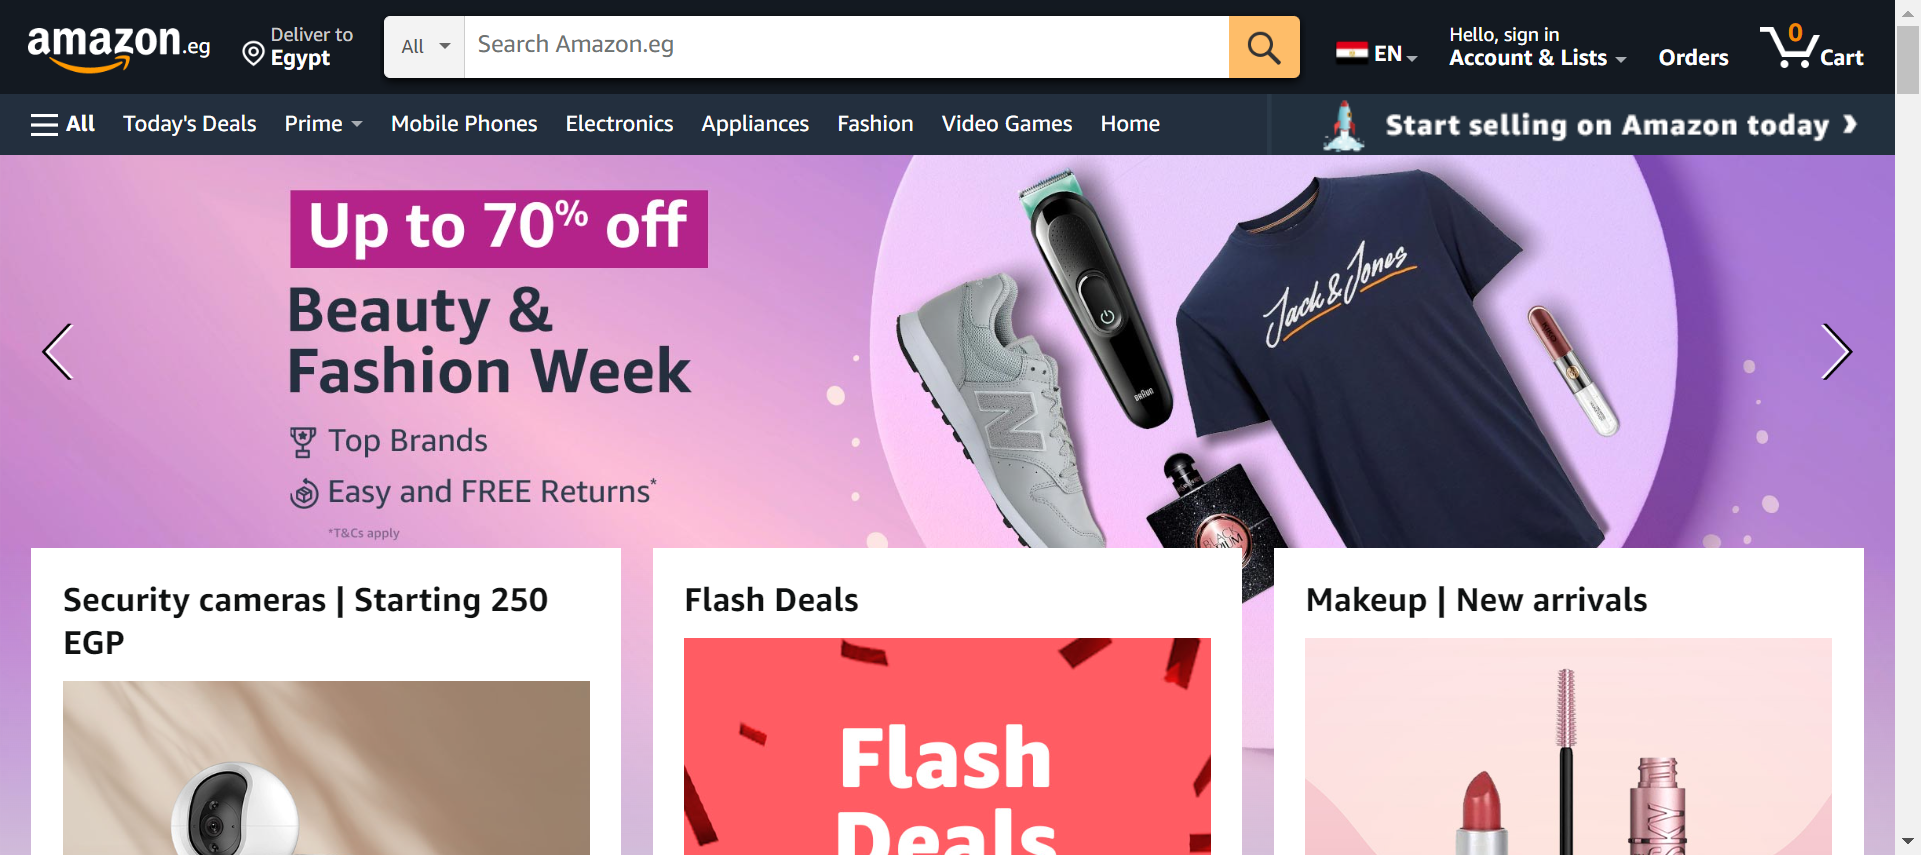 amazon.eg
Deliver to
Egypt
All
Search Amazon.eg
EN
Hello, sign in
Account & Lists
Orders
0
Cart
All
Today's Deals
Prime
Mobile Phones
Electronics
Appliances
Fashion
Video Games
Home
Start selling on Amazon today
Up to 70% off
Beauty &
Fashion Week
Top Brands
Easy and FREE Returns*
*T&Cs apply
N
BRAUN
Jack & Jones
BLACK
Security cameras | Starting 250
EGP
Flash Deals
Flash
Deals
Makeup | New arrivals
SKY